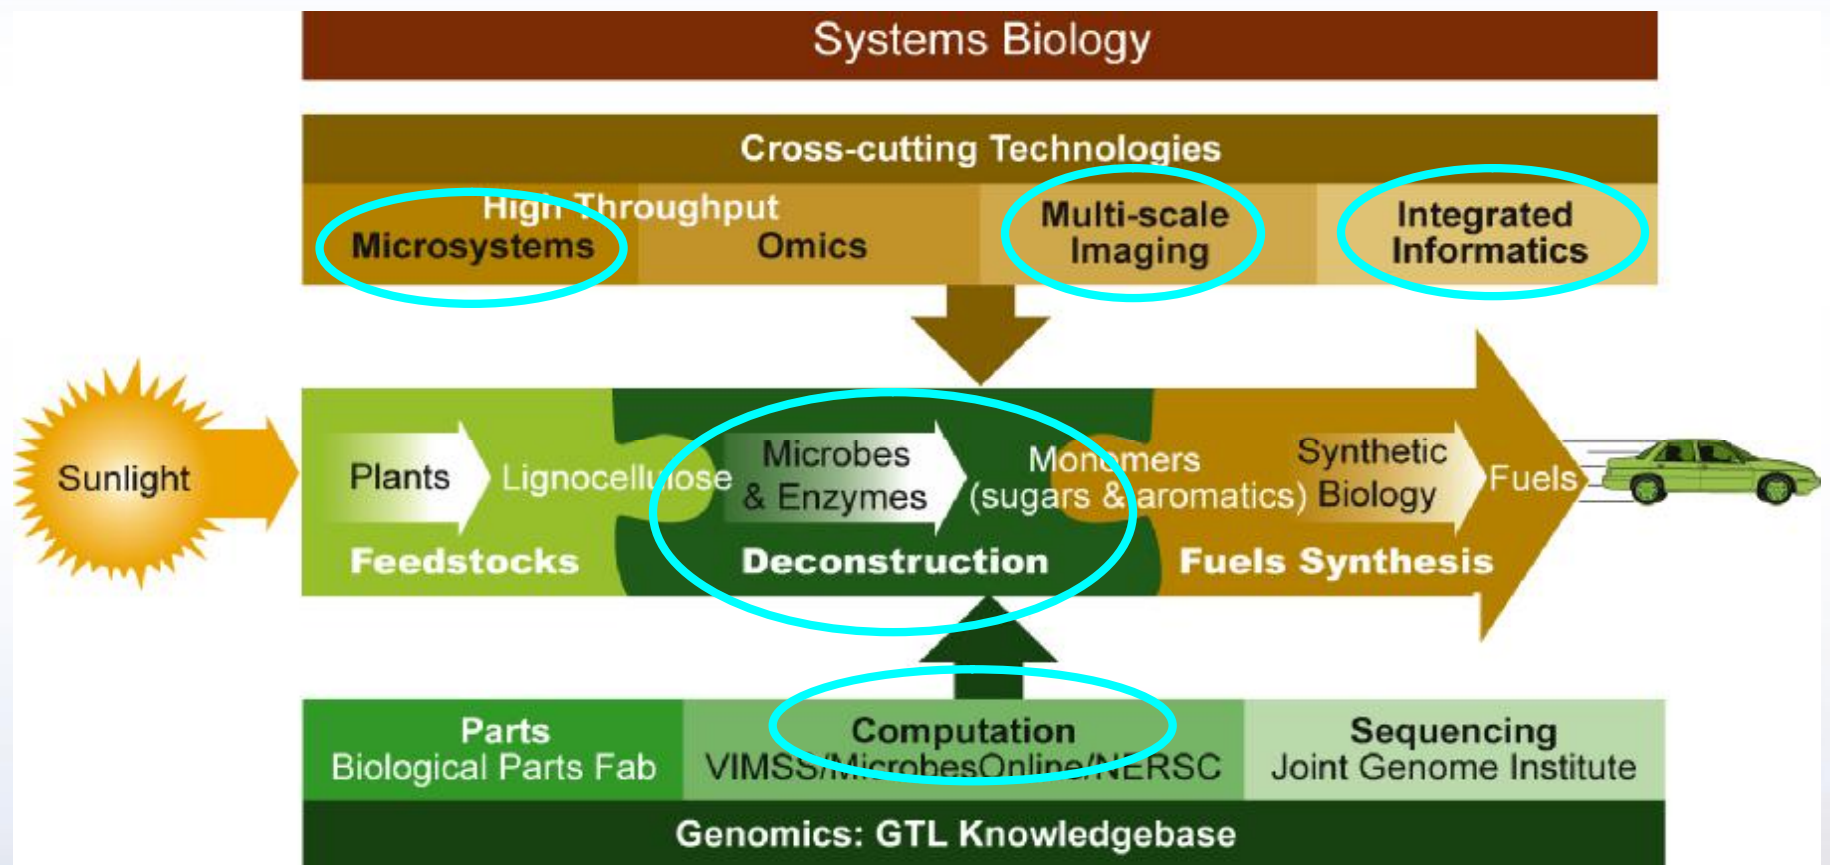 Systems Biology
Cross-cutting Technologies
High Throughput
Microsystems
Omics
Multi-scale
Imaging
Integrated
Informatics
Sunlight
Plants
Lignocellulose
Feedstocks
Microbes
& Enzymes
Deconstruction
Monomers
(sugars & aromatics)
Synthetic
Biology
Fuels
Fuels Synthesis
Parts
Biological Parts Fab
Computation
VIMSS/MicrobesOnline/NERSC
Sequencing
Joint Genome Institute
Genomics: GTL Knowledgebase